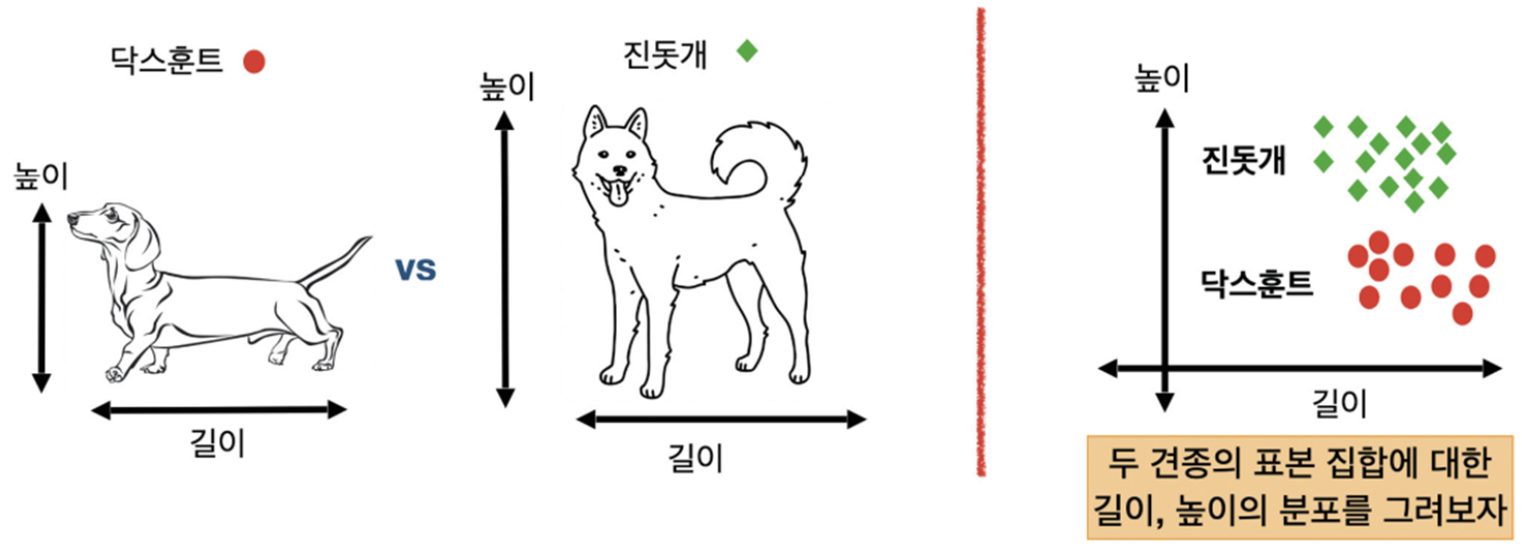 닥스훈트
높이
길이
vs
진돗개
높이
길이
높이
진돗개
닥스훈트
길이
두 견종의 표본 집합에 대한
길이, 높이의 분포를 그려보자